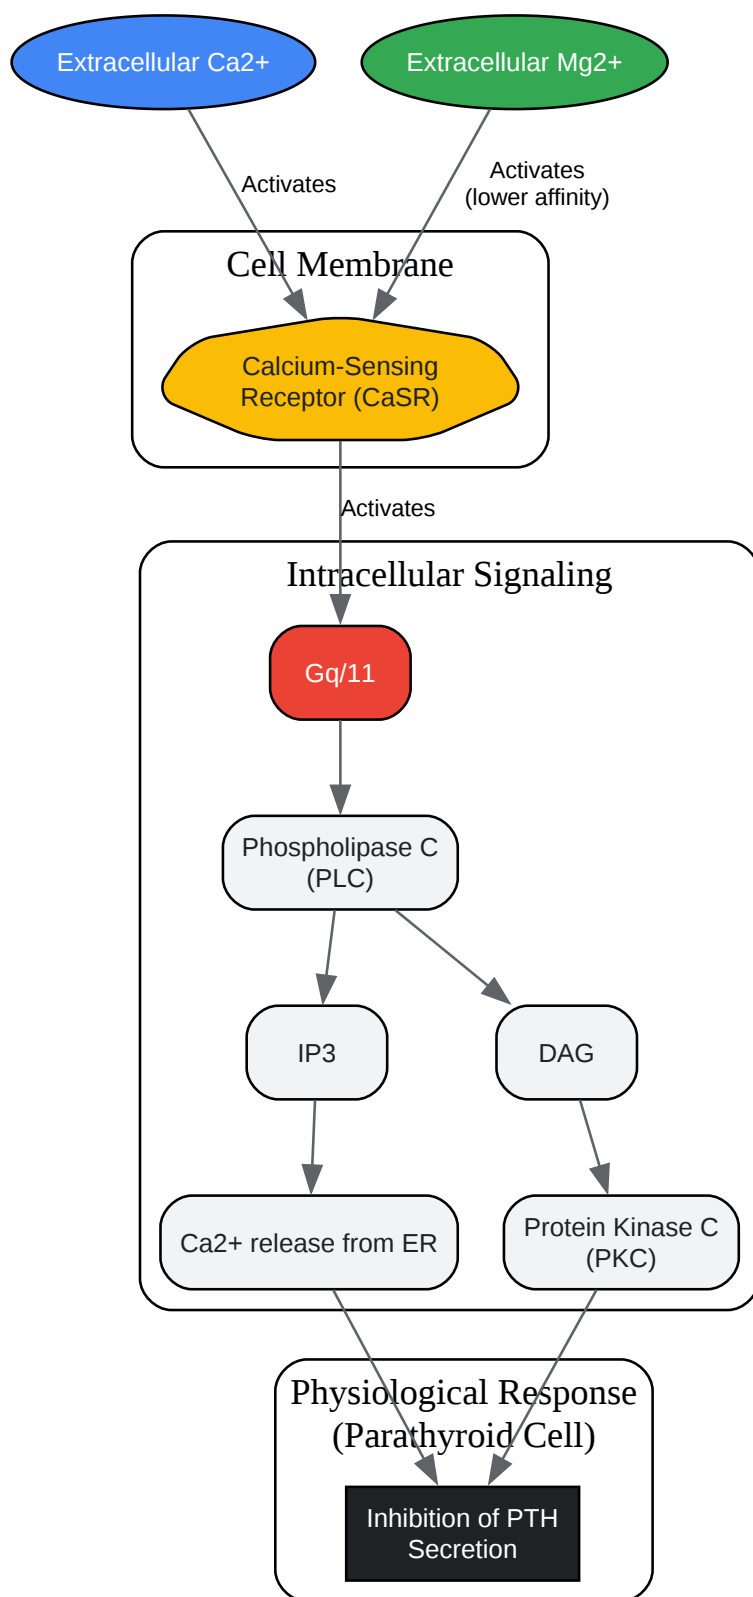 Extracellular Ca2+
Extracellular Mg2+
Activates
Activates
(lower affinity)
Cell Membrane
Calcium-Sensing
Receptor (CaSR)
Activates
Intracellular Signaling
Gq/11
Phospholipase C
(PLC)
IP3
DAG
Ca2+ release from ER
Protein Kinase C
(PKC)
Physiological Response
(Parathyroid Cell)
Inhibition of PTH
Secretion